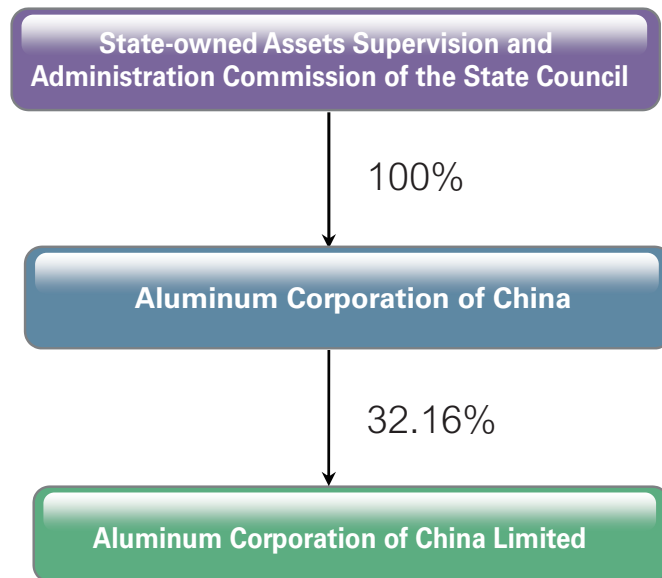 State-owned Assets Supervision and
Administration Commission of the State Council
100%
Aluminum Corporation of China
32.16%
Aluminum Corporation of China Limited